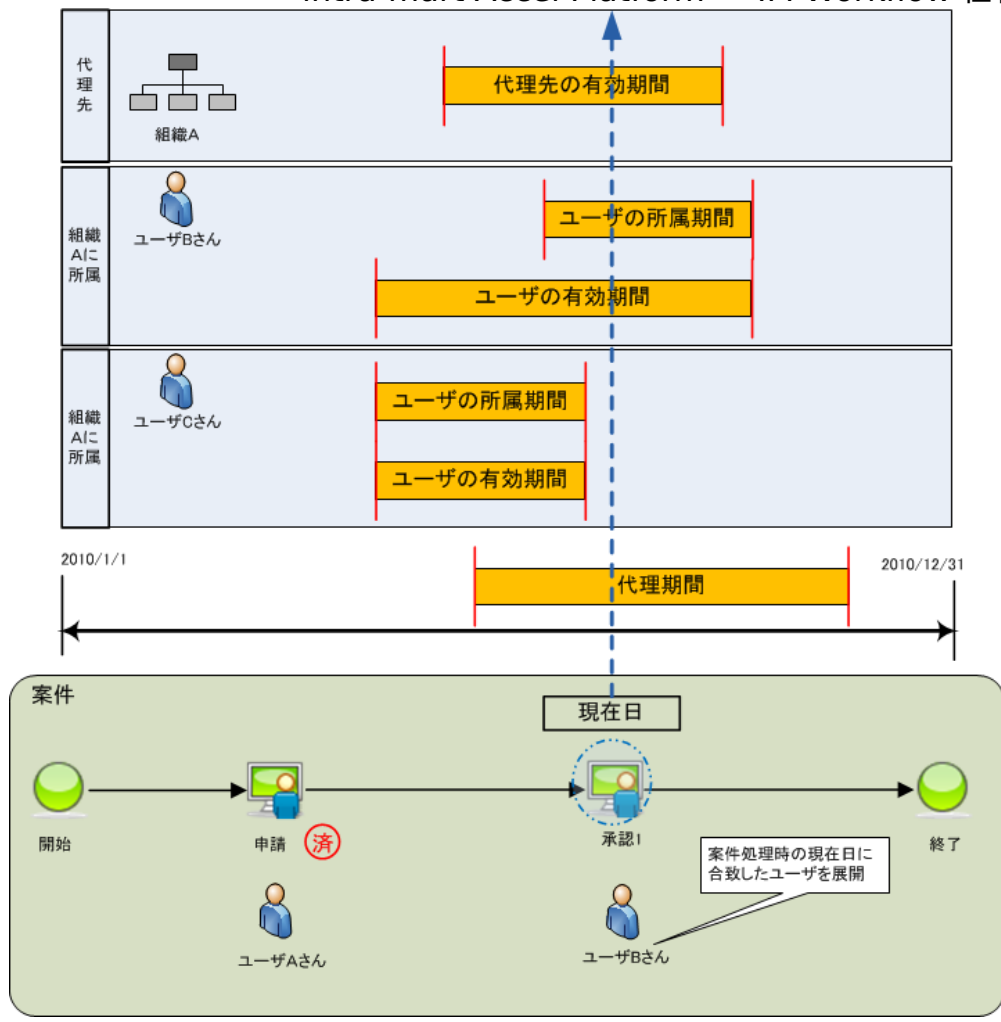 代理先
組織A
代理先の有効期間
組織Aに所属
ユーザBさん
ユーザの所属期間
ユーザの有効期間
組織Aに所属
ユーザCさん
ユーザの所属期間
ユーザの有効期間
2010/1/1
2010/12/31
代理期間
案件
現在日
開始
申請
済
承認1
終了
案件処理時の現在日に
合致したユーザを展開
ユーザAさん
ユーザBさん